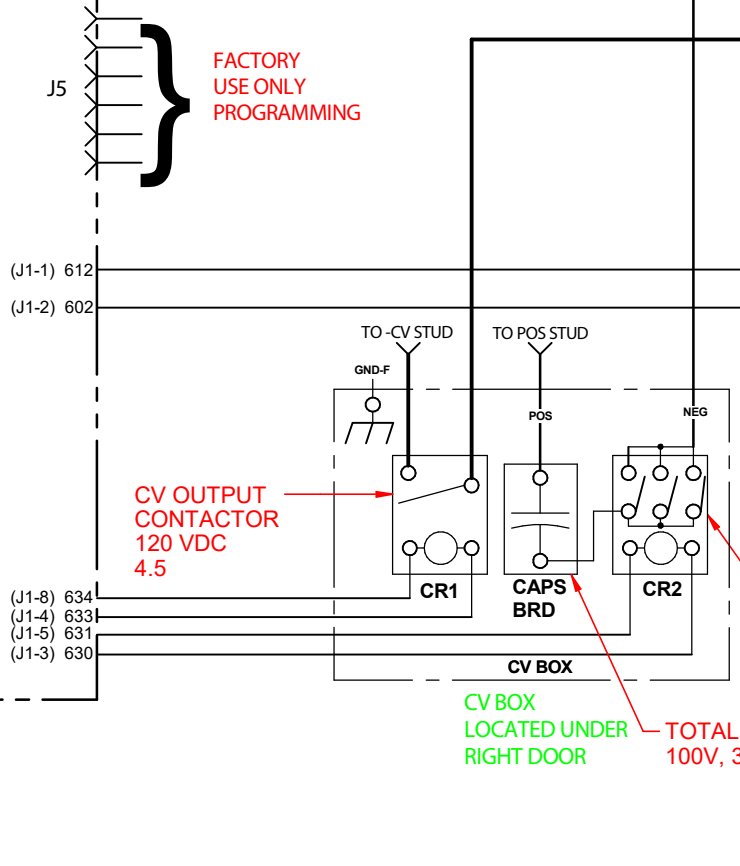 J5
FACTORY
USE ONLY
PROGRAMMING
(J1-1) 612
(J1-2) 602
TO -CV STUD
TO POS STUD
GND-F
POS
NEG
CV OUTPUT
CONTACTOR
120 VDC
4.5
CR1
CAPS
BRD
CR2
(J1-8) 634
(J1-4) 633
(J1-5) 631
(J1-3) 630
CV BOX
CV BOX
LOCATED UNDER
RIGHT DOOR
TOTAL
100V, 3